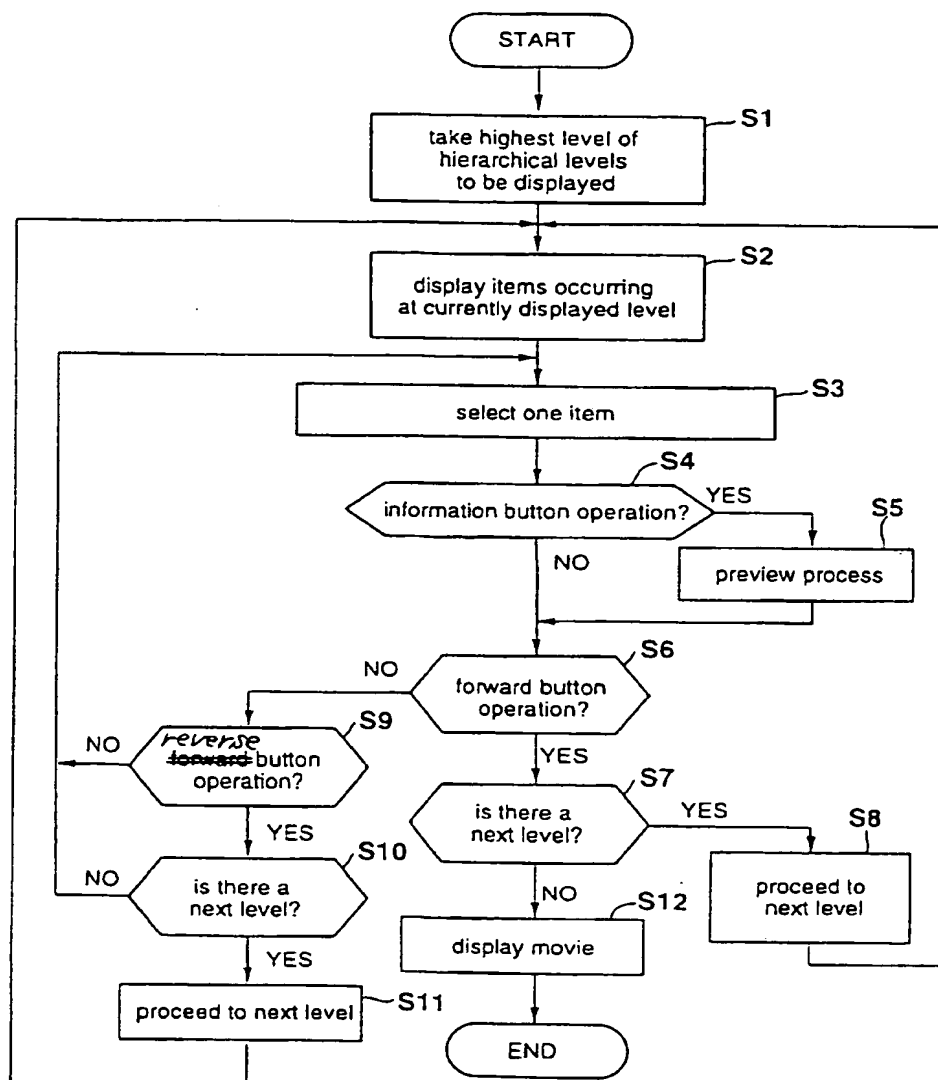 START
S1
take highest level of
hierarchical levels
to be displayed
S2
display items occurring
at currently displayed level
S3
select one item
S4
information button operation?
YES
S5
NO
preview process
S6
NO
forward button
operation?
S9
NO
reverse
forward button
operation?
YES
S7
is there a
next level?
YES
S8
YES
S10
NO
is there a
next level?
proceed to
next level
NO
S12
display movie
YES
S11
proceed to next level
END